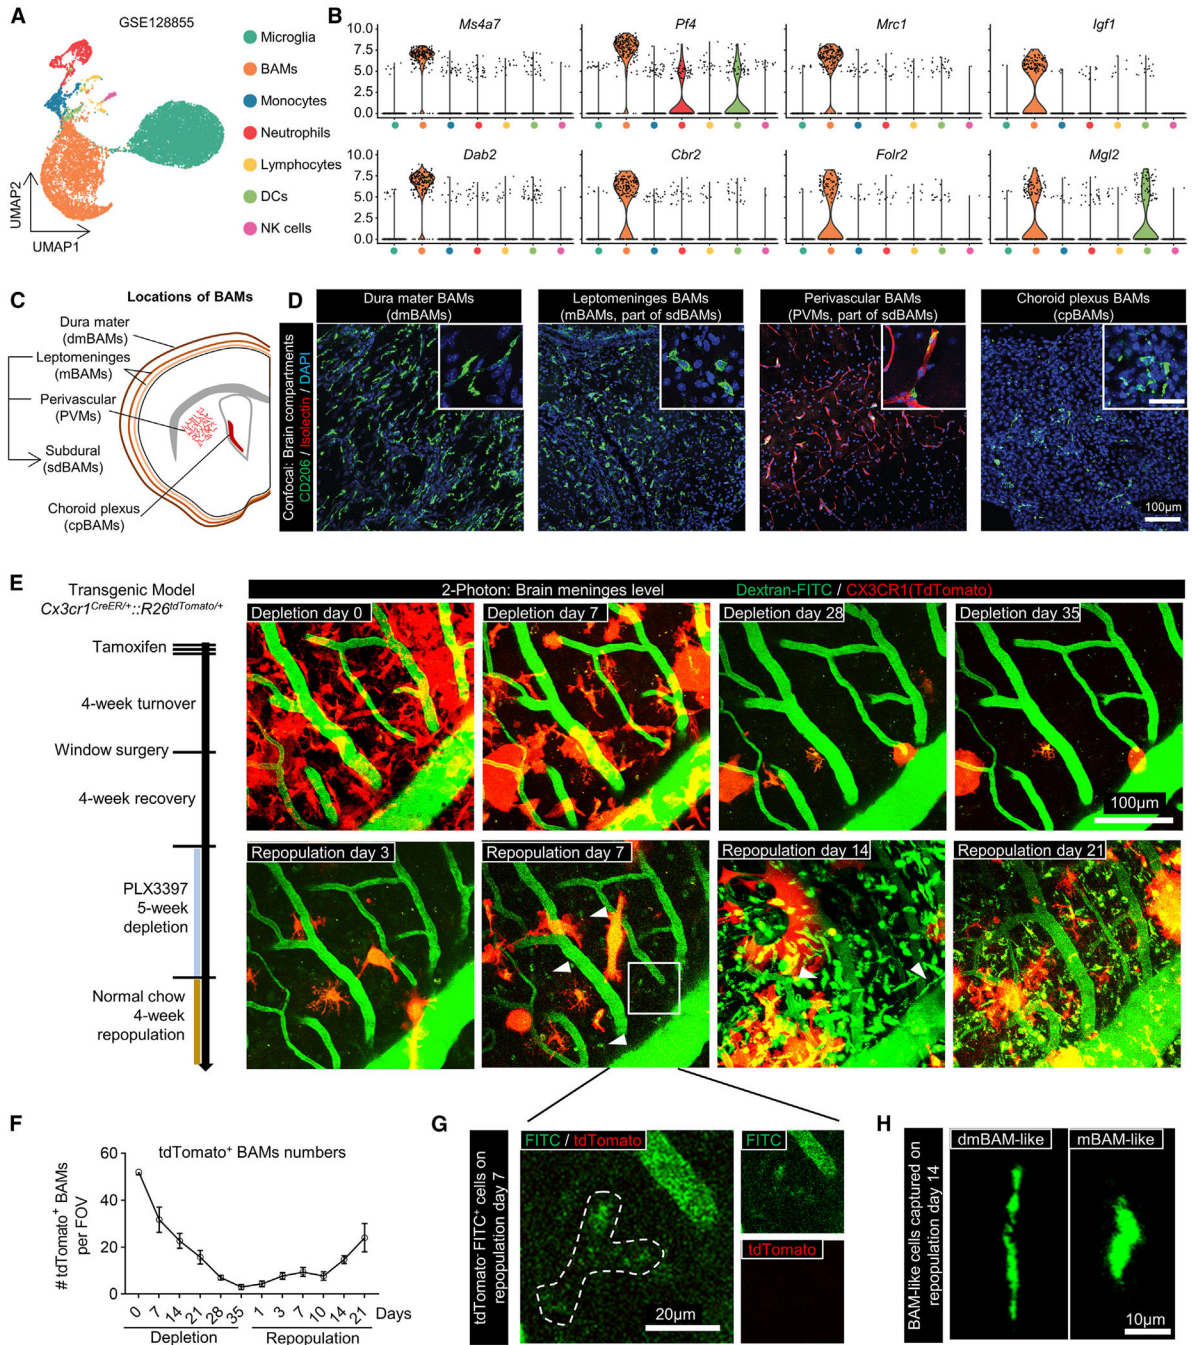 A
GSE128855
Microglia
BAMs
Monocytes
Neutrophils
Lymphocytes
DCs
NK cells
UMAP2
UMAP1
B
Ms4a7
Pf4
Mrc1
Igf1
10.0
7.5
5.0
2.5
0.0
Dab2
Cbr2
Folr2
Mgl2
10.0
7.5
5.0
2.5
0.0
C
Locations of BAMs
Dura mater
(dmBAMs)
Leptomeninges
(mBAMs)
Perivascular
(PVMs)
Subdural
(sdBAMs)
Choroid plexus
(cpBAMs)
D
Confocal: Brain compartments
CD206 / Isolectin / DAPI
Dura mater BAMs
(dmBAMs)
Leptomeninges BAMs
(mBAMs, part of sdBAMs)
Perivascular BAMs
(PVMs, part of sdBAMs)
Choroid plexus BAMs
(cpBAMs)
100µm
E
Transgenic Model
Cx3cr1CreER/+::R26tdTomato/+
Tamoxifen
4-week turnover
Window surgery
4-week recovery
PLX3397
5-week
depletion
Normal chow
4-week
repopulation
2-Photon: Brain meninges level
Dextran-FITC / CX3CR1(TdTomato)
Depletion day 0
Depletion day 7
Depletion day 28
Depletion day 35
100µm
Repopulation day 3
Repopulation day 7
Repopulation day 14
Repopulation day 21
F
tdTomato+ BAMs numbers
# tdTomato+ BAMs
per FOV
60
40
20
0
0 7 14 21 28 35 1 3 7 10 14 21 Days
Depletion
Repopulation
G
tdTomato- FITC+ cells on
repopulation day 7
FITC / tdTomato
20µm
FITC
tdTomato
H
BAM-like cells captured on
repopulation day 14
dmBAM-like
mBAM-like
10µm